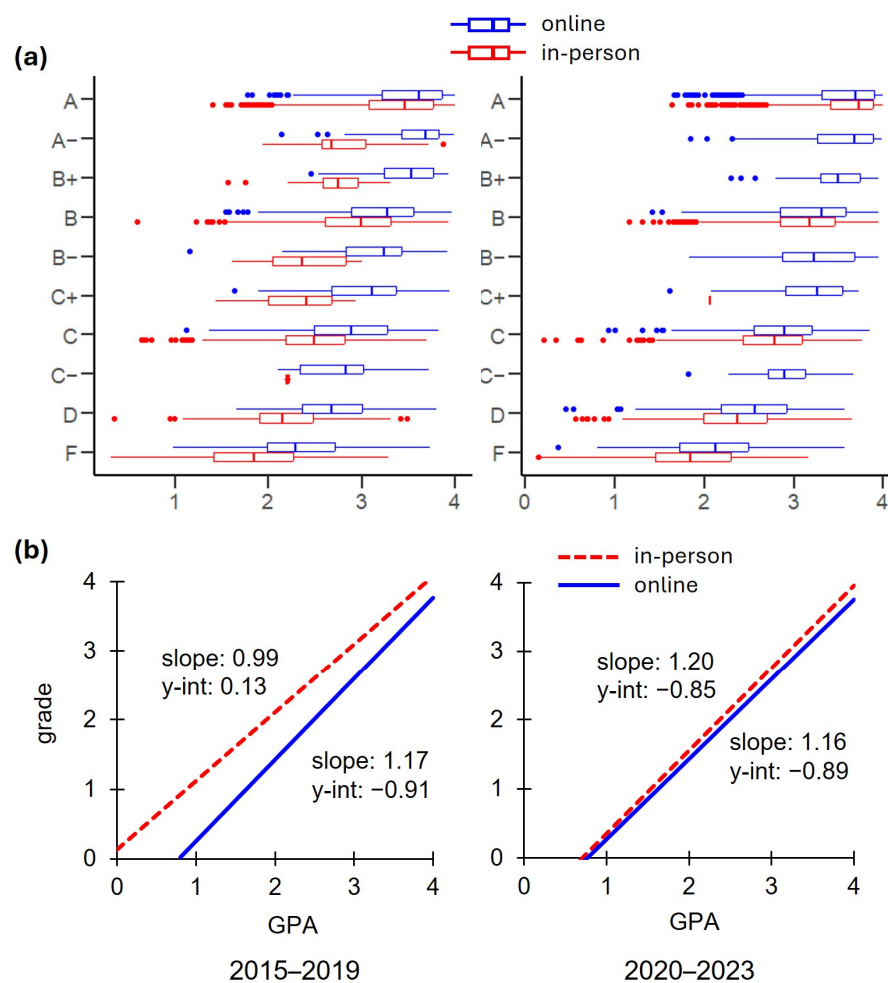 online
(a)
in-person
A
A−
B+
B
B−
C+
C
C−
D
F
1 2 3 4
A
A−
B+
B
B−
C+
C
C−
D
F
0 1 2 3 4
(b)
in-person
online
grade
4
3
2
1
0
slope: 0.99
y-int: 0.13
slope: 1.17
y-int: −0.91
0 1 2 3 4
GPA
2015–2019
4
3
2
1
0
slope: 1.20
y-int: −0.85
slope: 1.16
y-int: −0.89
0 1 2 3 4
GPA
2020–2023